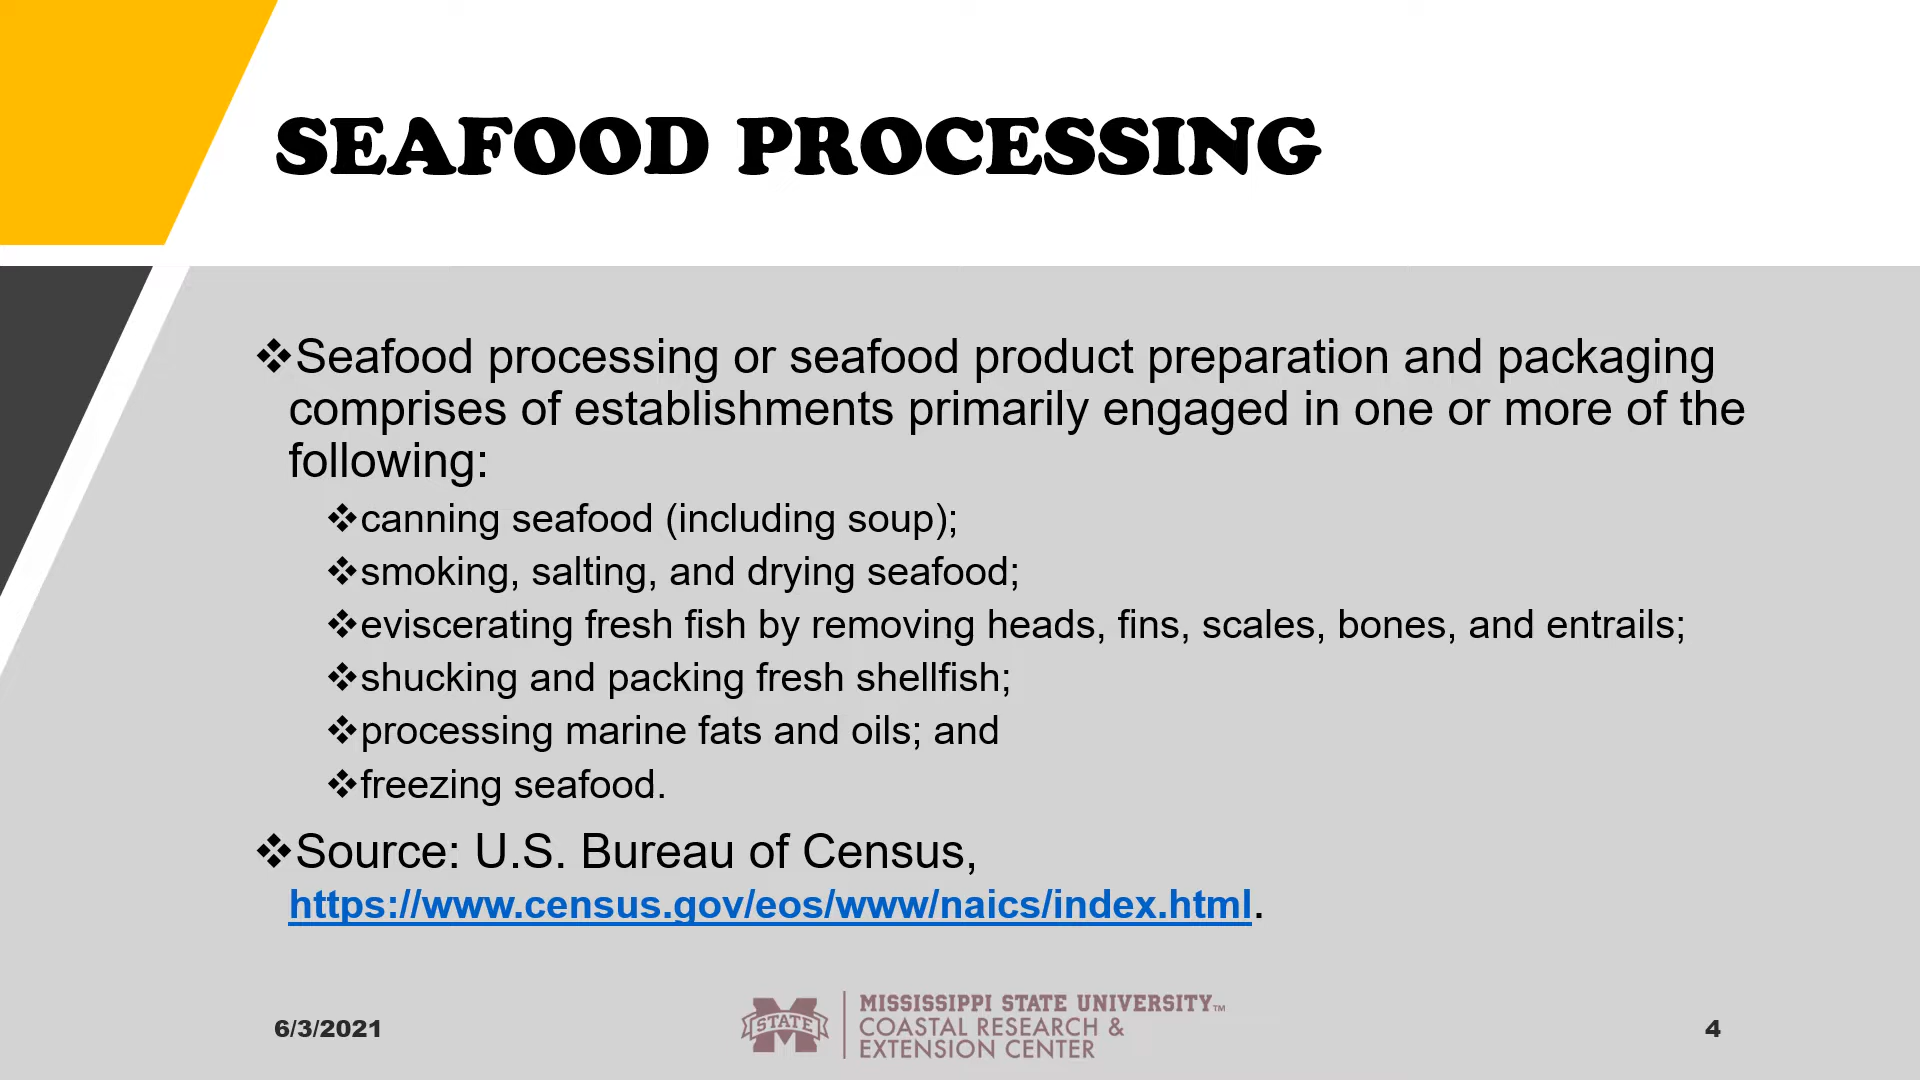 SEAFOOD PROCESSING
❖Seafood processing or seafood product preparation and packaging
comprises of establishments primarily engaged in one or more of the
following:
❖canning seafood (including soup);
❖smoking, salting, and drying seafood;
❖eviscerating fresh fish by removing heads, fins, scales, bones, and entrails;
❖shucking and packing fresh shellfish;
❖processing marine fats and oils; and
❖freezing seafood.
❖Source: U.S. Bureau of Census,
https://www.census.gov/eos/www/naics/index.html.
6/3/2021
STATE
MISSISSIPPI STATE UNIVERSITY™
COASTAL RESEARCH &
EXTENSION CENTER
4